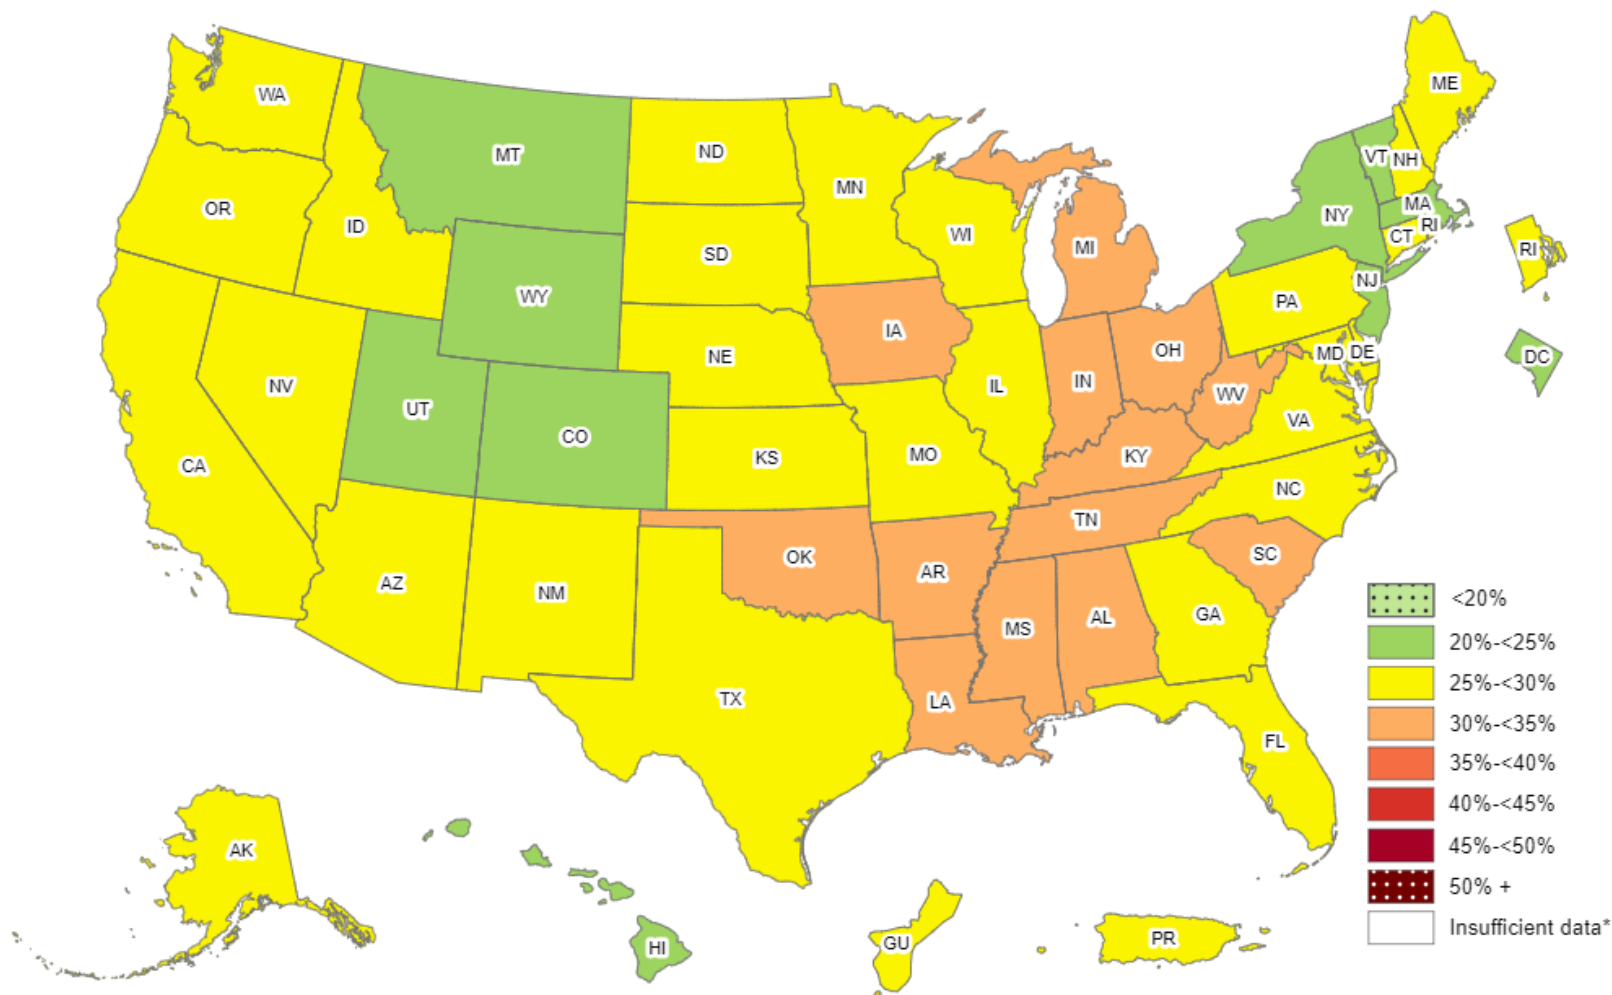 ME
WA
MT
ND
VT
NH
MN
OR
ID
MA
NY
RI
WI
CT
MI
RI
SD
WY
NJ
PA
IA
OH
MD
DE
DC
NE
NV
IL
IN
WV
UT
VA
CO
MO
KY
KS
CA
NC
TN
SC
OK
AR
AZ
NM
GA
AL
MS
TX
LA
FL
AK
HI
GU
PR
<20%
20%-<25%
25%-<30%
30%-<35%
35%-<40%
40%-<45%
45%-<50%
50% +
Insufficient data*